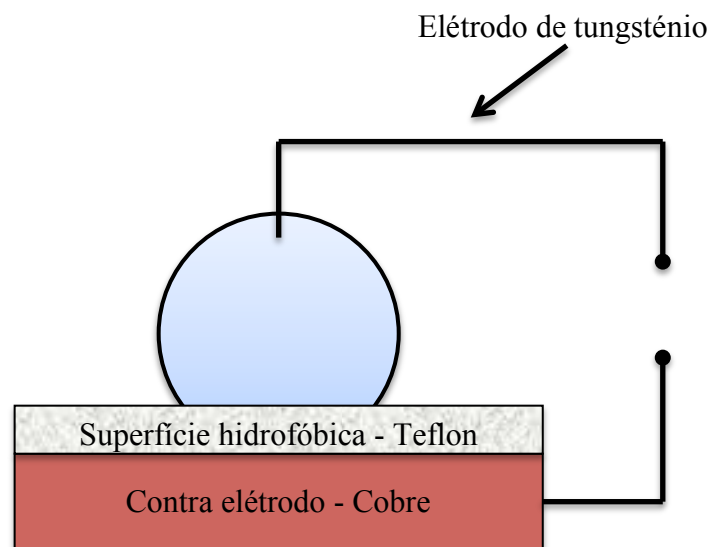 Elétrodo de tungsténio
Superfície hidrofóbica - Teflon
Contra elétrodo - Cobre